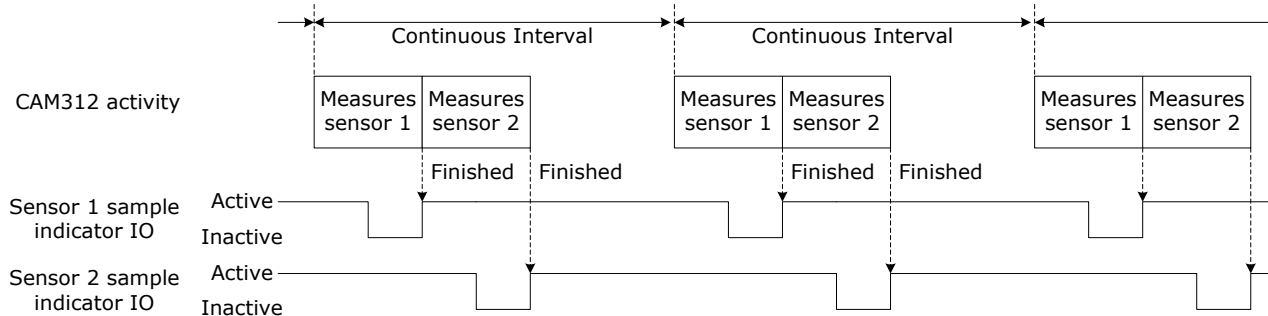 Continuous Interval
Continuous Interval
CAM312 activity
Measures
sensor 1
Measures
sensor 2
Measures
sensor 1
Measures
sensor 2
Measures
sensor 1
Measures
sensor 2
Finished
Finished
Finished
Finished
Sensor 1 sample
indicator IO
Active
Inactive
Sensor 2 sample
indicator IO
Active
Inactive